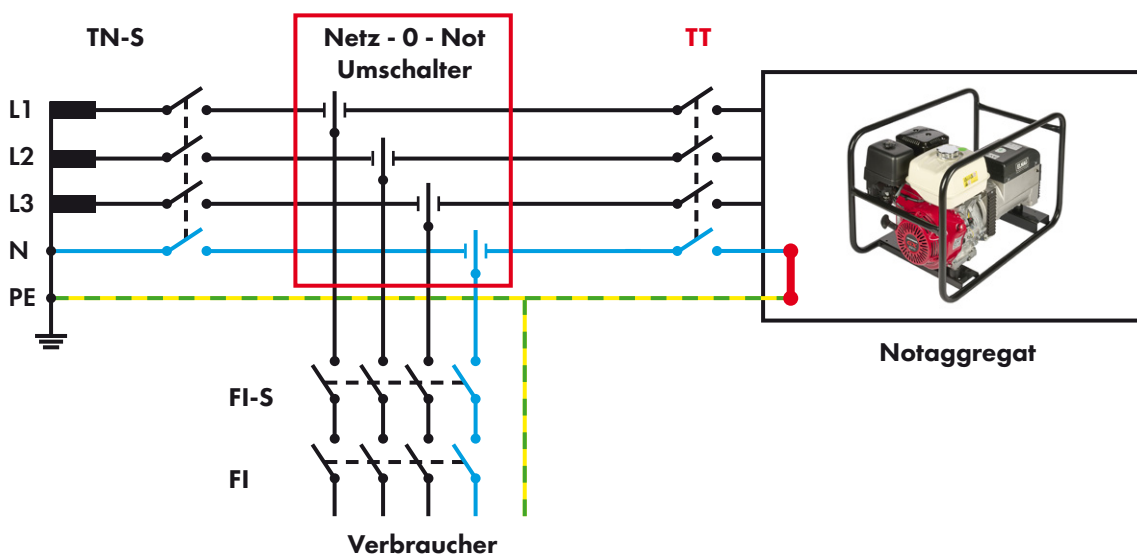 TN-S
Netz - 0 - Not
Umschalter
TT
L1
L2
L3
N
PE
Notaggregat
FI-S
FI
Verbraucher